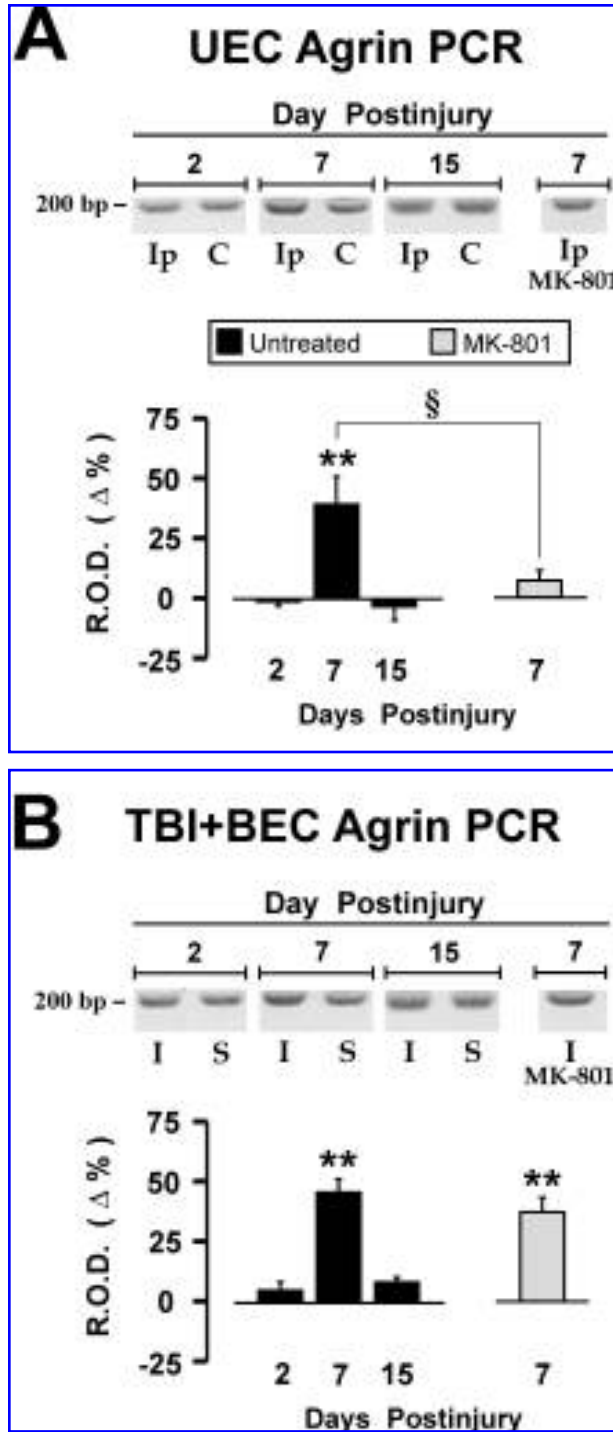 A UEC Agrin PCR
Day Postinjury
2 7 15 7
200 bp –
Ip C Ip C Ip C Ip
MK-801
Untreated MK-801
§
75
50
25
0
-25
R.O.D. (Δ%)
**
2 7 15 7
Days Postinjury
B TBI+BEC Agrin PCR
Day Postinjury
2 7 15 7
200 bp –
I S I S I S I
MK-801
75
50
25
0
-25
R.O.D. (Δ%)
** **
2 7 15 7
Days Postinjury